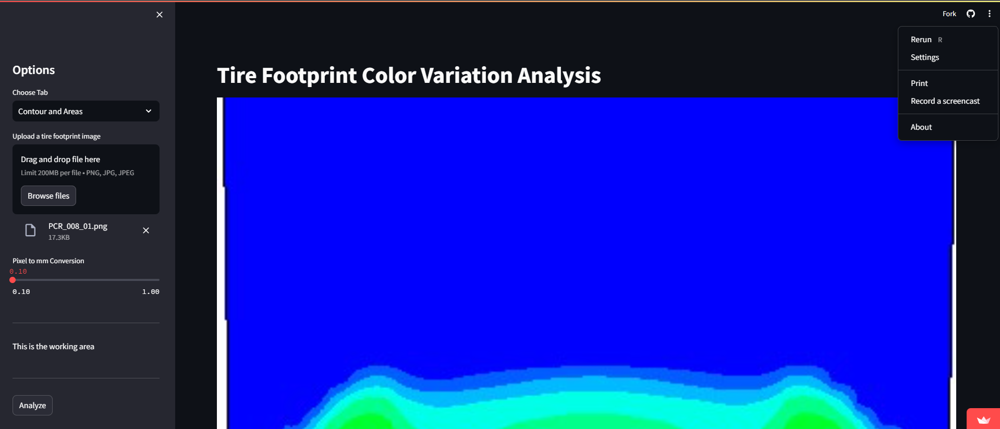 Fork
Rerun R
Settings
Print
Record a screencast
About
Options
Choose Tab
Contour and Areas
Upload a tire footprint image
Drag and drop file here
Limit 200MB per file • PNG, JPG, JPEG
Browse files
PCR_008_01.png
17.3KB
Pixel to mm Conversion
0.10
0.10 1.00
This is the working area
Analyze
Tire Footprint Color Variation Analysis